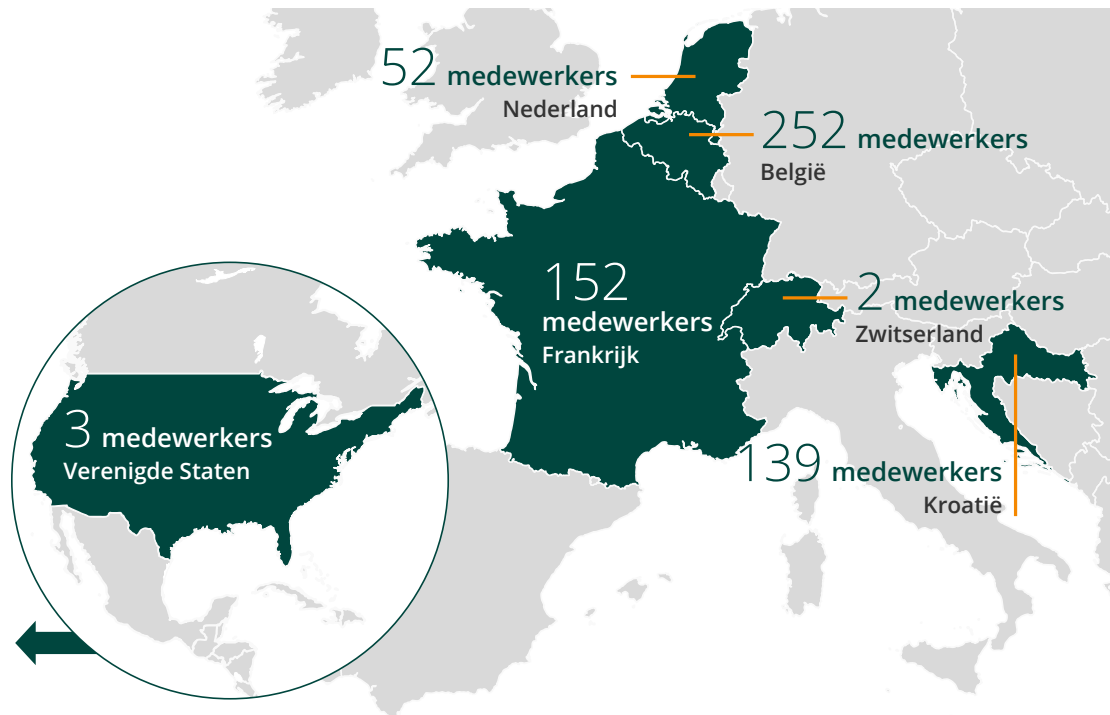 52 medewerkers
Nederland
252 medewerkers
België
152
medewerkers
Frankrijk
2 medewerkers
Zwitserland
3 medewerkers
Verenigde Staten
139 medewerkers
Kroatië